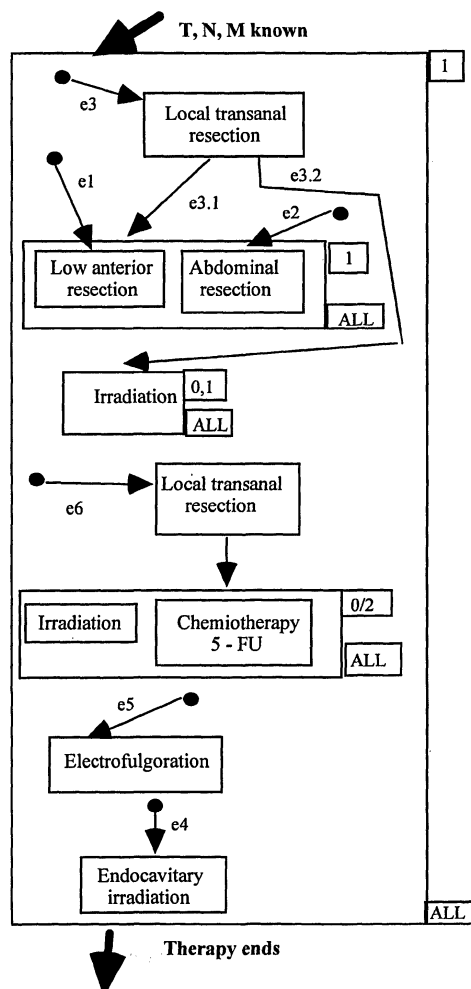 T, N, M known
1
e3
Local transanal
resection
e1
e3.1
e3.2
e2
Low anterior
resection
Abdominal
resection
1
ALL
Irradiation
0,1
ALL
e6
Local transanal
resection
Irradiation
Chemiotherapy
5 - FU
0/2
ALL
e5
Electrofulgoration
e4
Endocavitary
irradiation
ALL
Therapy ends